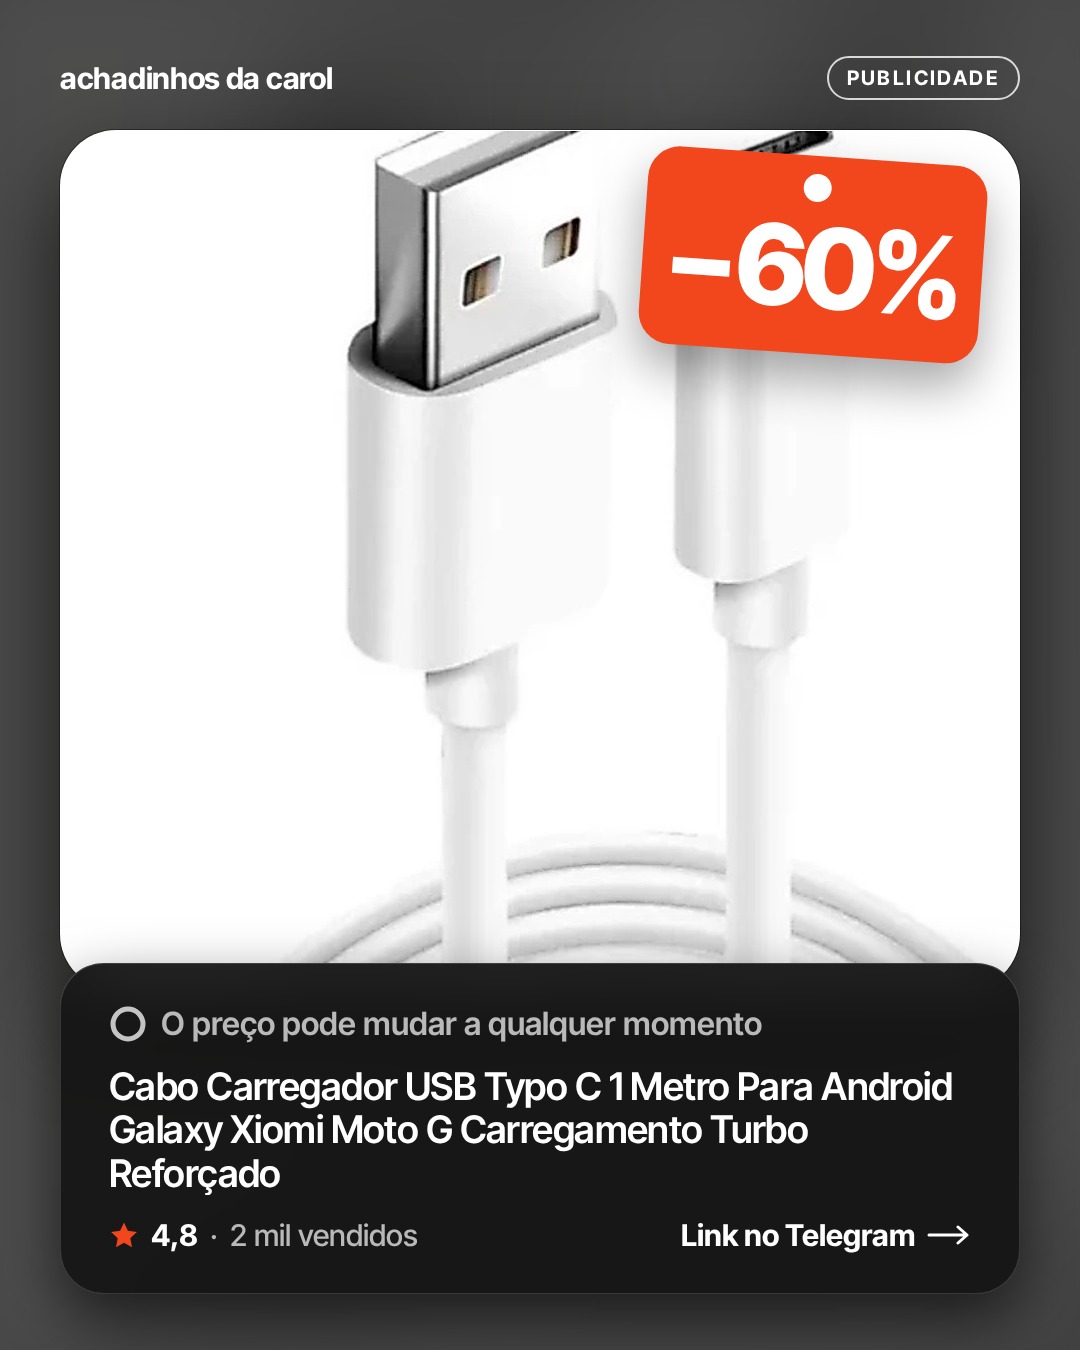 achadinhos da carol
PUBLICIDADE
–60%
O preço pode mudar a qualquer momento
Cabo Carregador USB Typo C 1 Metro Para Android
Galaxy Xiomi Moto G Carregamento Turbo
Reforçado
4,8 · 2 mil vendidos
Link no Telegram →